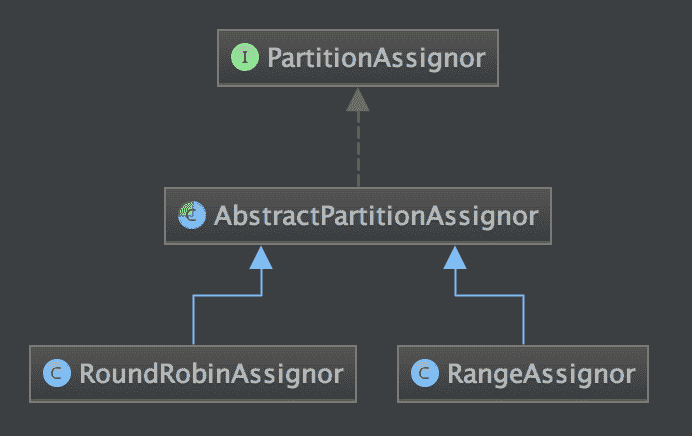 I PartitionAssignor
C AbstractPartitionAssignor
C RoundRobinAssignor
C RangeAssignor